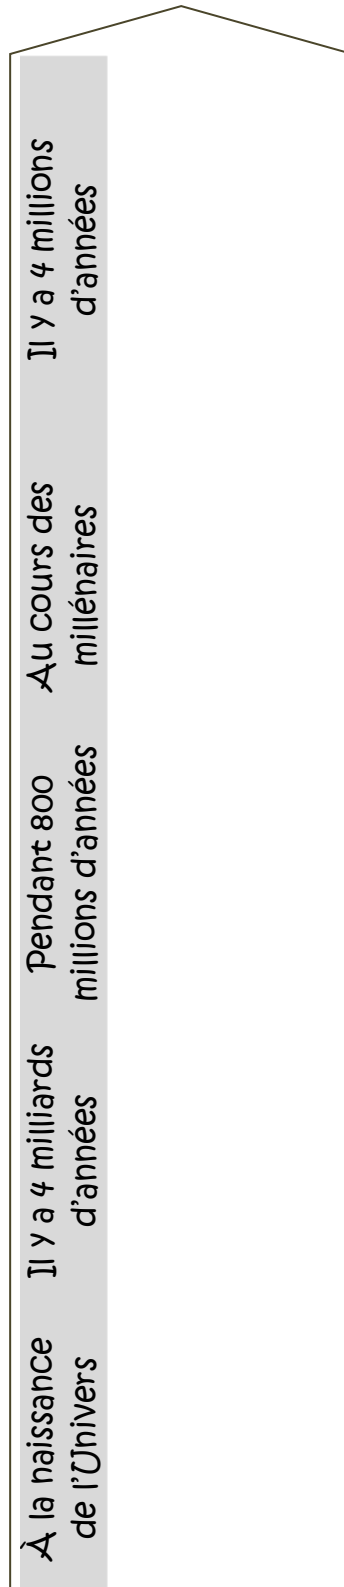 À la naissance
de l'Univers
Il y a 4 milliards
d'années
Pendant 800
millions d'années
Au cours des
millénaires
Il y a 4 millions
d'années